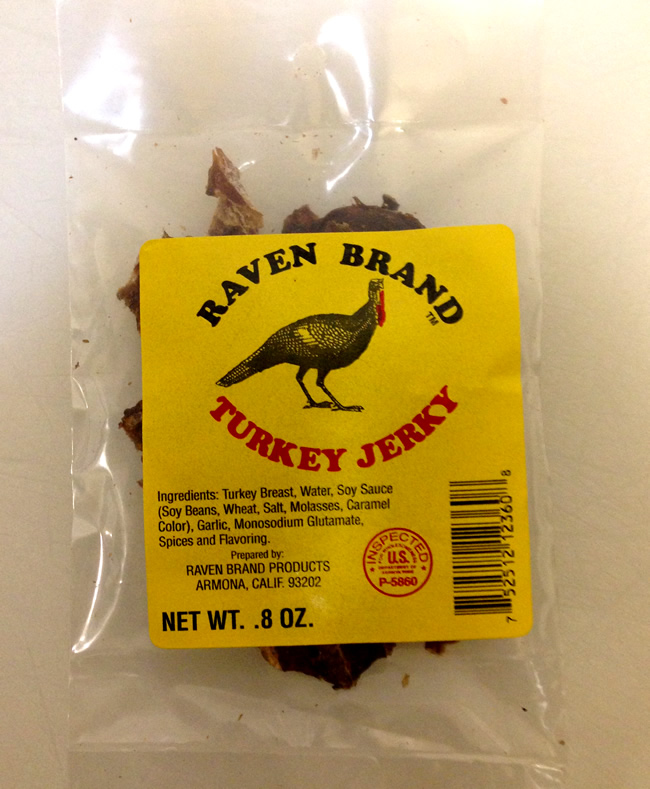 RAVEN BRAND
TM
TURKEY JERKY
Ingredients: Turkey Breast, Water, Soy Sauce
(Soy Beans, Wheat, Salt, Molasses, Caramel
Color), Garlic, Monosodium Glutamate,
Spices and Flavoring.
Prepared by:
RAVEN BRAND PRODUCTS
ARMONA, CALIF. 93202
NET WT. .8 OZ.
INSPECTED
U.S.
DEPARTMENT OF
P-5860
7 52512 12360 8